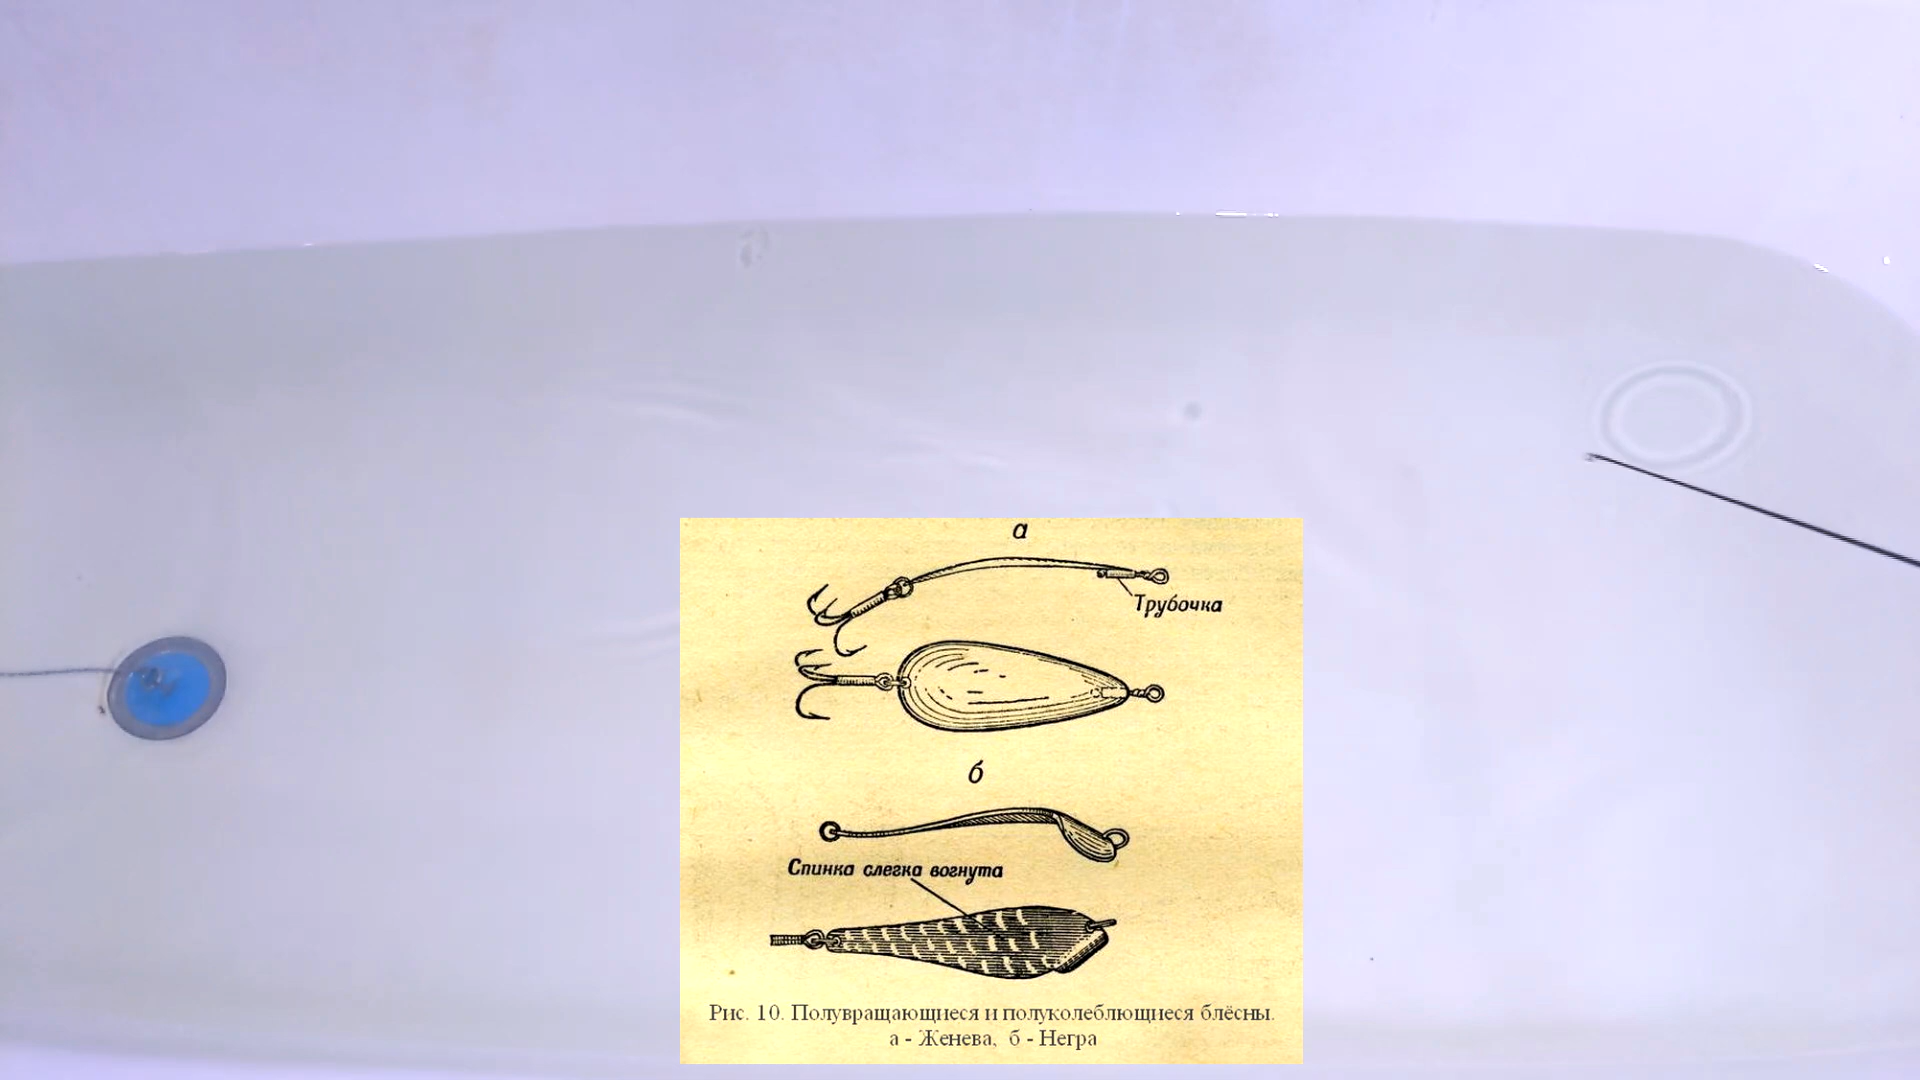 а
Трубочка
б
Спинка слегка вогнута
Рис. 10. Полувращающиеся и полуколеблющиеся блёсны.
а - Женева, б - Негра